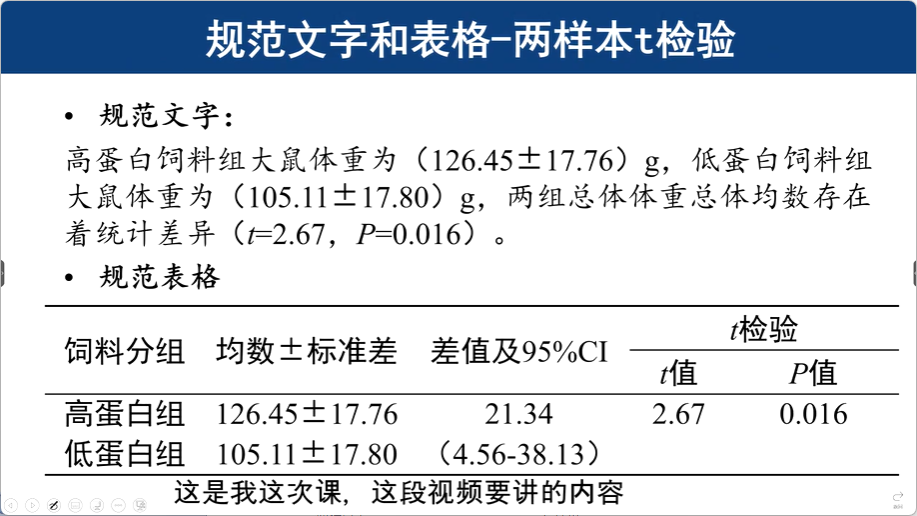 规范文字和表格-两样本t检验
• 规范文字：
高蛋白饲料组大鼠体重为（126.45±17.76）g，低蛋白饲料组
大鼠体重为（105.11±17.80）g，两组总体体重总体均数存在
着统计差异（t=2.67，P=0.016）。
• 规范表格
饲料分组 均数±标准差 差值及95%CI t检验
t值 P值
高蛋白组 126.45±17.76 21.34 2.67 0.016
低蛋白组 105.11±17.80 （4.56-38.13）
这是我这次课，这段视频要讲的内容